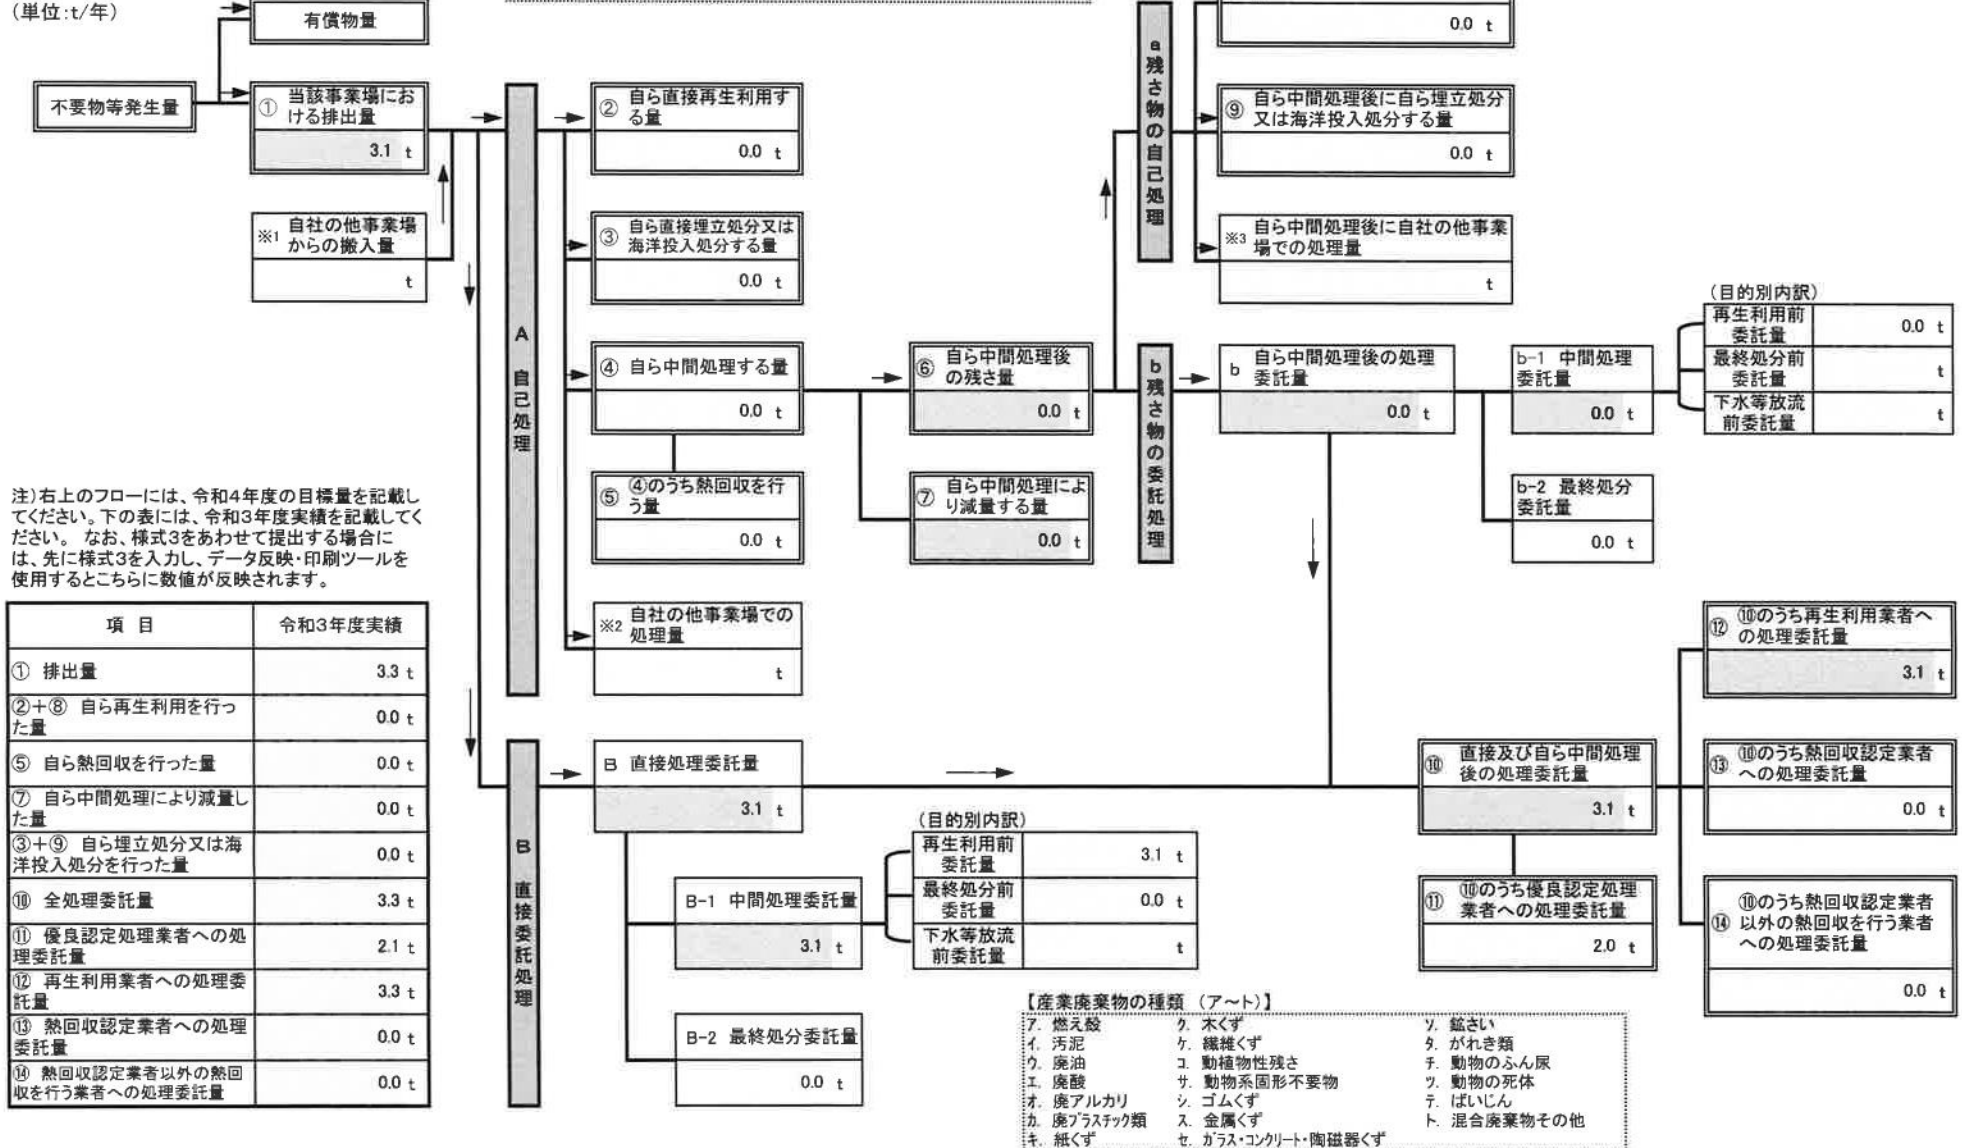 (単位:t/年)
有償物量
0.0 t
不要物等発生量
① 当該事業場にお
ける排出量
3.1 t
※1 自社の他事業場
からの搬入量
t
A 自己処理
② 自ら直接再生利用す
る量
0.0 t
③ 自ら直接埋立処分又は
海洋投入処分する量
0.0 t
④ 自ら中間処理する量
0.0 t
⑤ ④のうち熱回収を行
う量
0.0 t
※2 自社の他事業場での
処理量
t
⑥ 自ら中間処理後
の残さ量
0.0 t
⑦ 自ら中間処理によ
り減量する量
0.0 t
a 残さ物の自己処理
⑨ 自ら中間処理後に自ら埋立処分
又は海洋投入処分する量
0.0 t
※3 自ら中間処理後に自社の他事業
場での処理量
t
b 残さ物の委託処理
b 自ら中間処理後の処理
委託量
0.0 t
b-1 中間処理
委託量
0.0 t
(目的別内訳)
再生利用前
委託量
0.0 t
最終処分前
委託量
t
下水等放流
前委託量
t
b-2 最終処分
委託量
0.0 t
注)右上のフローには、令和4年度の目標量を記載し
てください。下の表には、令和3年度実績を記載してく
ださい。 なお、様式3をあわせて提出する場合に
は、先に様式3を入力し、データ反映・印刷ツールを
使用するとこちらに数値が反映されます。
項 目 令和3年度実績
① 排出量 3.3 t
②+⑧ 自ら再生利用を行っ
た量 0.0 t
⑤ 自ら熱回収を行った量 0.0 t
⑦ 自ら中間処理により減量し
た量 0.0 t
③+⑨ 自ら埋立処分又は海
洋投入処分を行った量 0.0 t
⑩ 全処理委託量 3.3 t
⑪ 優良認定処理業者への処
理委託量 2.1 t
⑫ 再生利用業者への処理委
託量 3.3 t
⑬ 熱回収認定業者への処理
委託量 0.0 t
⑭ 熱回収認定業者以外の熱回
収を行う業者への処理委託量 0.0 t
B 直接委託処理
B 直接処理委託量
3.1 t
B-1 中間処理委託量
3.1 t
(目的別内訳)
再生利用前
委託量
3.1 t
最終処分前
委託量
0.0 t
下水等放流
前委託量
t
B-2 最終処分委託量
0.0 t
⑩ 直接及び自ら中間処理
後の処理委託量
3.1 t
⑪ ⑩のうち優良認定処理
業者への処理委託量
2.0 t
⑫ ⑩のうち再生利用業者へ
の処理委託量
3.1 t
⑬ ⑩のうち熱回収認定業者
への処理委託量
0.0 t
⑭ ⑩のうち熱回収認定業者
以外の熱回収を行う業者
への処理委託量
0.0 t
【産業廃棄物の種類 (ア~ト)】
ア. 燃え殻
イ. 汚泥
ウ. 廃油
エ. 廃酸
オ. 廃アルカリ
カ. 廃プラスチック類
キ. 紙くず
ク. 木くず
ケ. 繊維くず
コ. 動植物性残さ
サ. 動物系固形不要物
シ. ゴムくず
ス. 金属くず
セ. ガラス・コンクリート・陶磁器くず
ソ. 鉱さい
タ. がれき類
チ. 動物のふん尿
ツ. 動物の死体
テ. ばいじん
ト. 混合廃棄物その他